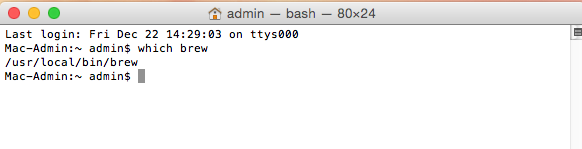 admin — bash — 80×24
Last login: Fri Dec 22 14:29:03 on ttys000
Mac-Admin:~ admin$ which brew
/usr/local/bin/brew
Mac-Admin:~ admin$